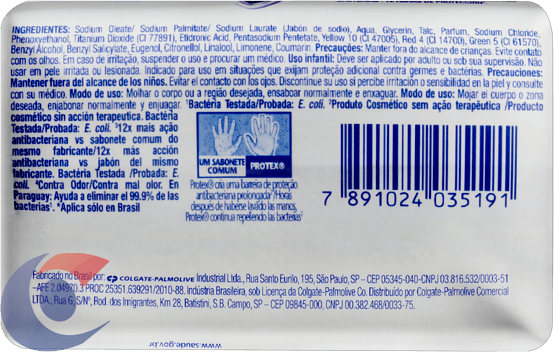 INGREDIENTES: Sodium Oleate/ Sodium Palmitate/ Sodium Laurate (Jabón de sodio), Aqua, Glycerin, Talc, Parfum, Sodium Chloride,
Phenoxyethanol, Titanium Dioxide (CI 77891), Etidronic Acid, Pentasodium Pentetate, Yellow 10 (CI 47005), Red 4 (CI 14700), Green 5 (CI 61570),
Benzyl Alcohol, Benzyl Salicylate, Eugenol, Citronellol, Linalool, Limonene, Coumarin. Precauções: Manter fora do alcance de crianças. Evite contato
com os olhos. Em caso de irritação, suspender o uso e procurar um médico. Uso infantil: Deve ser aplicado por adulto ou sob sua supervisão. Não
usar em pele irritada ou lesionada. Indicado para uso em situações que exijam proteção adicional contra germes e bactérias. Precauciones:
Mantener fuera del alcance de los niños. Evitar el contacto con los ojos. Discontinue su uso si percibe irritación o sensibilidad en la piel y consulte
con su médico. Modo de uso: Molhar o corpo ou a região desejada, ensaboar normalmente e enxaguar. Modo de uso: Mojar el cuerpo o zona
deseada, enjabonar normalmente y enjuagar. ¹Bactéria Testada/Probada: E. coli. ²Produto Cosmético sem ação terapêutica /Producto
cosmético sin acción terapeutica. Bactéria
Testada/Probada: E. coli. ³12x mais ação
antibacteriana vs sabonete comum do
mesmo fabricante/12x más acción
antibacteriana vs jabón del mismo
fabricante. Bactéria Testada /Probada: E.
coli. ⁴Contra Odor/Contra mal olor. En
Paraguay: Ayuda a eliminar el 99.9% de las
bacterias¹. *Aplica sólo en Brasil
UM SABONETE COMUM
PROTEX®
Protex® cria uma barreira de proteção
antibacteriana prolongada²/Horas
después de haberse lavado las manos,
Protex® continua repeliendo las bacterias²
7 891024 035191
Fabricado no Brasil por: COLGATE-PALMOLIVE Industrial Ltda., Rua Santo Eurilo, 195, São Paulo, SP – CEP 05345-040-CNPJ 03.816.532/0003-51
–AFE 2.04970.3 PROC 25351.639291/2010-88. Indústria Brasileira, sob Licença da Colgate-Palmolive Co. Distribuído por Colgate-Palmolive Comercial
LTDA., Rua G, S/Nº, Rod. dos Imigrantes, Km 28, Batistini, S.B. Campo, SP – CEP 09845-000, CNPJ 00.382.468/0033-75.
www.saude.gov.br